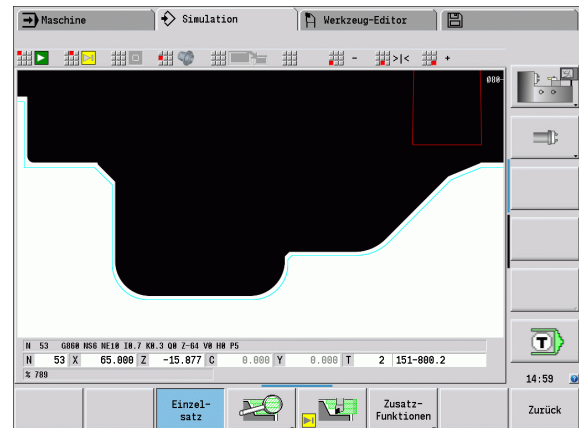 Maschine
Simulation
Werkzeug-Editor
- >|< +
Ø80-
N 53 G860 NS6 NE10 I0.7 K0.3 Q0 Z-64 V0 H0 P5
N 53 X 65.000 Z -15.877 C 0.000 Y 0.000 T 2 151-800.2
% 789
T
14:59
Einzel-
satz
Zusatz-
Funktionen
Zurück